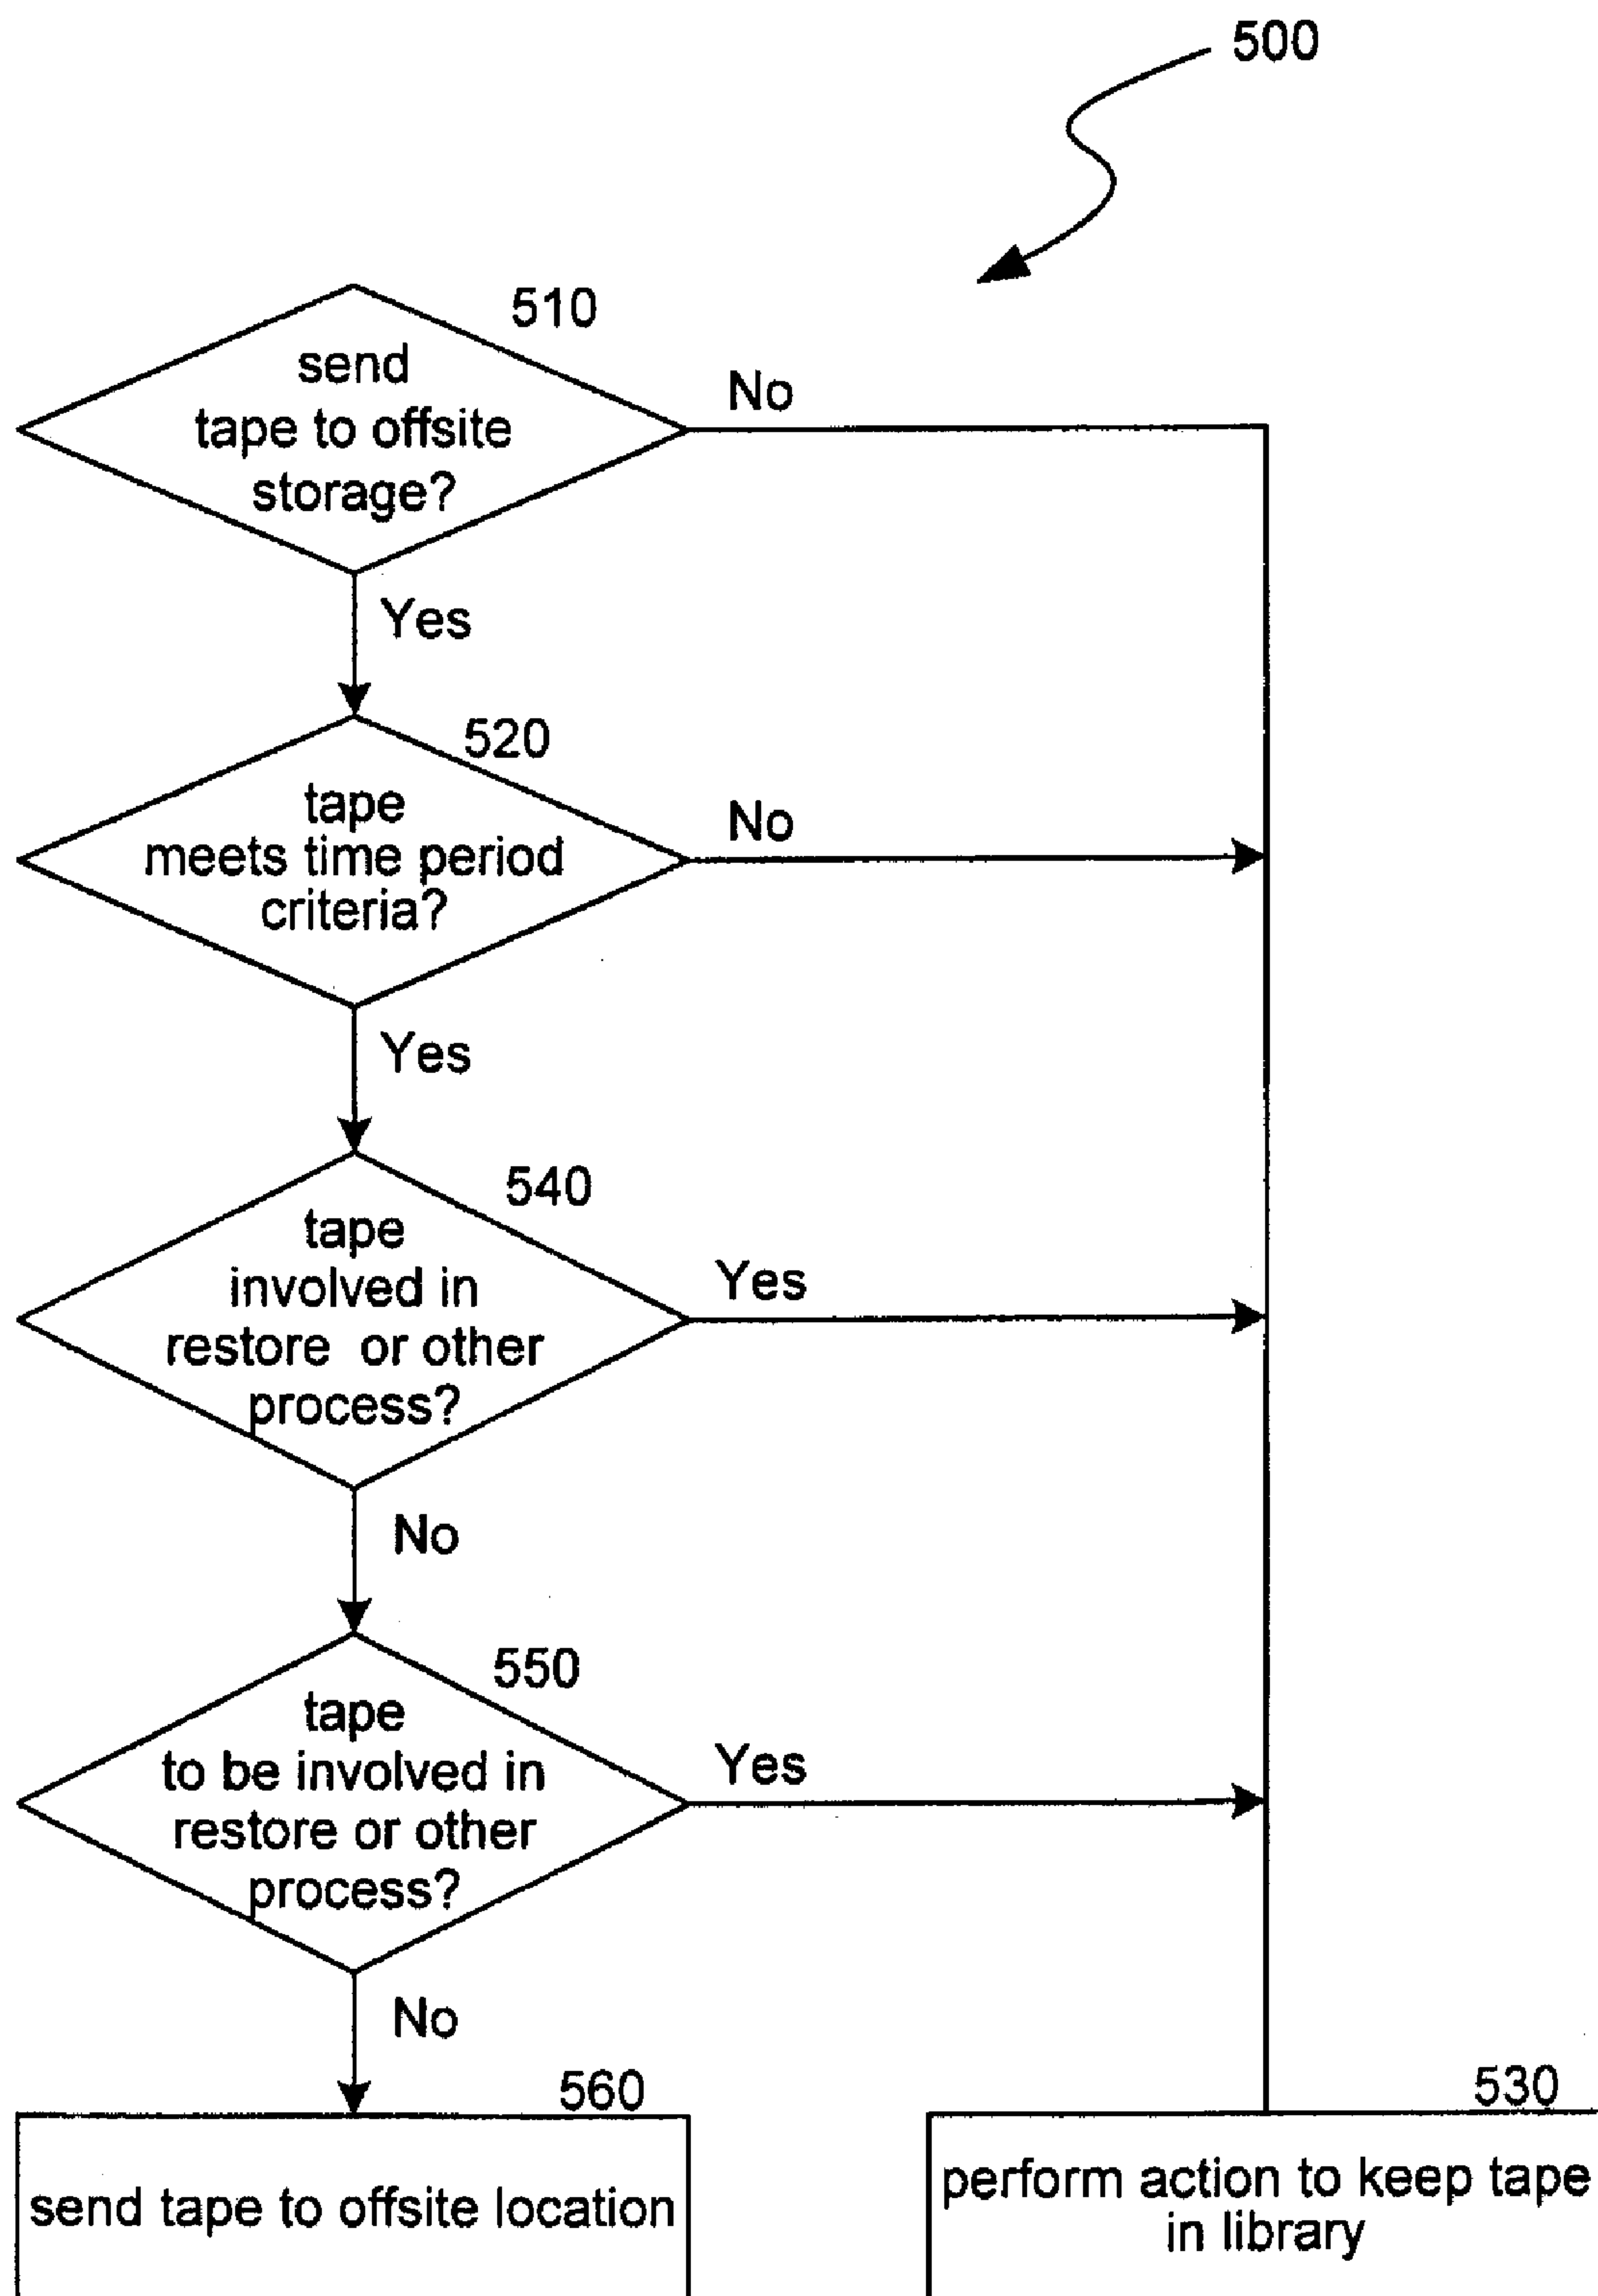 500
510
send
tape to offsite
storage?
No
Yes
520
tape
meets time period
criteria?
No
Yes
540
tape
involved in
restore or other
process?
Yes
No
550
tape
to be involved in
restore or other
process?
Yes
No
560
send tape to offsite location
530
perform action to keep tape
in library